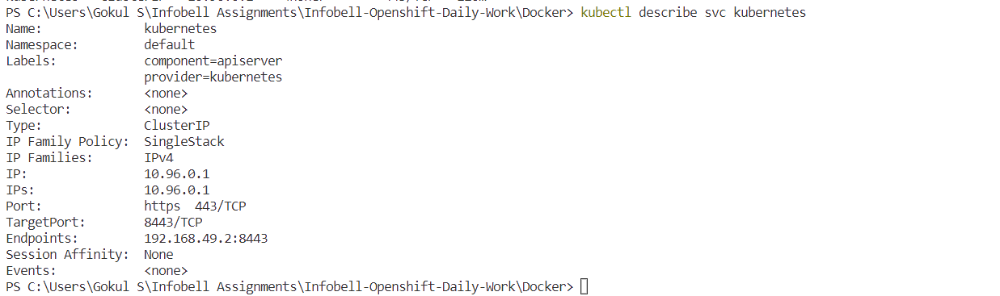 PS C:\Users\Gokul S\Infobell Assignments\Infobell-Openshift-Daily-Work\Docker> kubectl describe svc kubernetes
Name:              kubernetes
Namespace:         default
Labels:            component=apiserver
                   provider=kubernetes
Annotations:       <none>
Selector:          <none>
Type:              ClusterIP
IP Family Policy:  SingleStack
IP Families:       IPv4
IP:                10.96.0.1
IPs:               10.96.0.1
Port:              https  443/TCP
TargetPort:        8443/TCP
Endpoints:         192.168.49.2:8443
Session Affinity:  None
Events:            <none>
PS C:\Users\Gokul S\Infobell Assignments\Infobell-Openshift-Daily-Work\Docker>